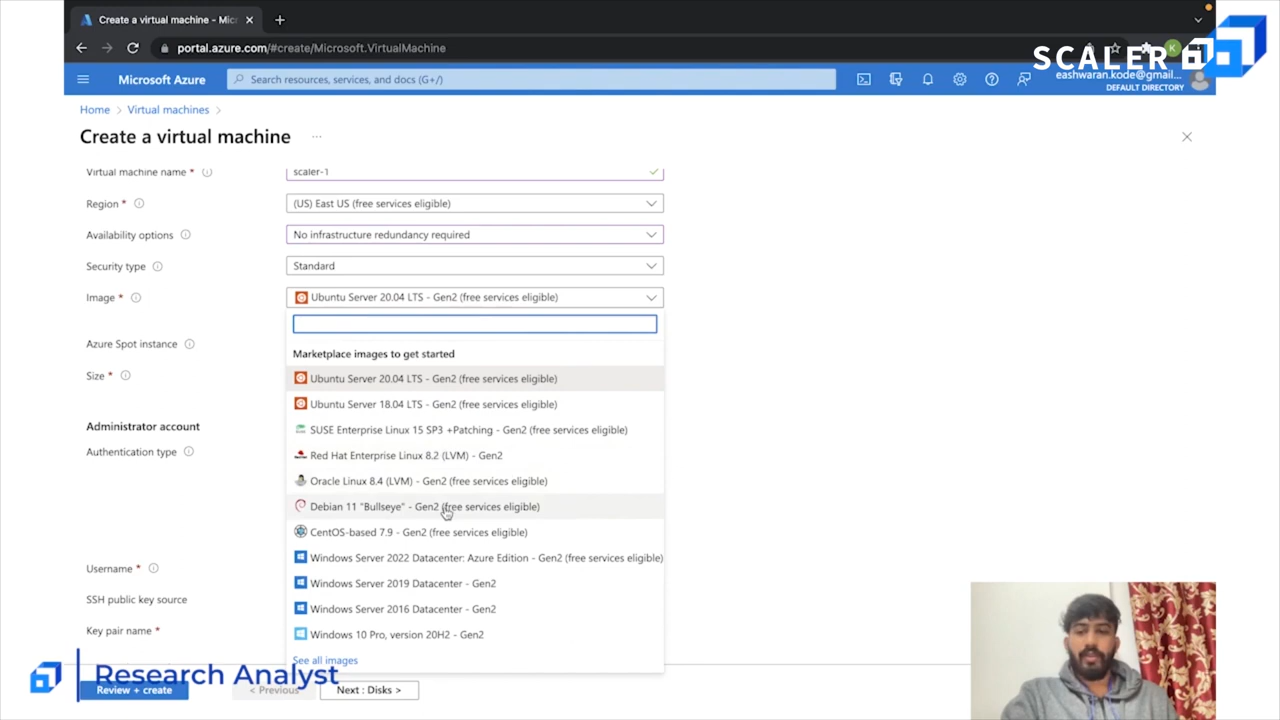 Create a virtual machine - Micr
portal.azure.com/#create/Microsoft.VirtualMachine
K
SCALER
Microsoft Azure
Search resources, services, and docs (G+/)
eashwaran.kode@gmail...
DEFAULT DIRECTORY
Home > Virtual machines >
Create a virtual machine ...
Virtual machine name * scaler-1
Region * (US) East US (free services eligible)
Availability options No infrastructure redundancy required
Security type Standard
Image * Ubuntu Server 20.04 LTS - Gen2 (free services eligible)
Marketplace images to get started
Azure Spot instance
Size * Ubuntu Server 20.04 LTS - Gen2 (free services eligible)
Ubuntu Server 18.04 LTS - Gen2 (free services eligible)
Administrator account SUSE Enterprise Linux 15 SP3 +Patching - Gen2 (free services eligible)
Authentication type Red Hat Enterprise Linux 8.2 (LVM) - Gen2
Oracle Linux 8.4 (LVM) - Gen2 (free services eligible)
Debian 11 "Bullseye" - Gen2 (free services eligible)
CentOS-based 7.9 - Gen2 (free services eligible)
Windows Server 2022 Datacenter: Azure Edition - Gen2 (free services eligible)
Username * Windows Server 2019 Datacenter - Gen2
SSH public key source Windows Server 2016 Datacenter - Gen2
Key pair name * Windows 10 Pro, version 20H2 - Gen2
See all images
Research Analyst
Review + create < Previous Next : Disks >